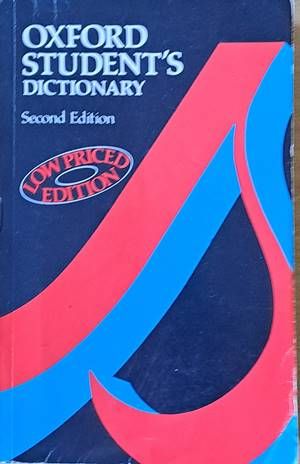 OXFORD
STUDENT'S
DICTIONARY
Second Edition
LOW PRICED
EDITION